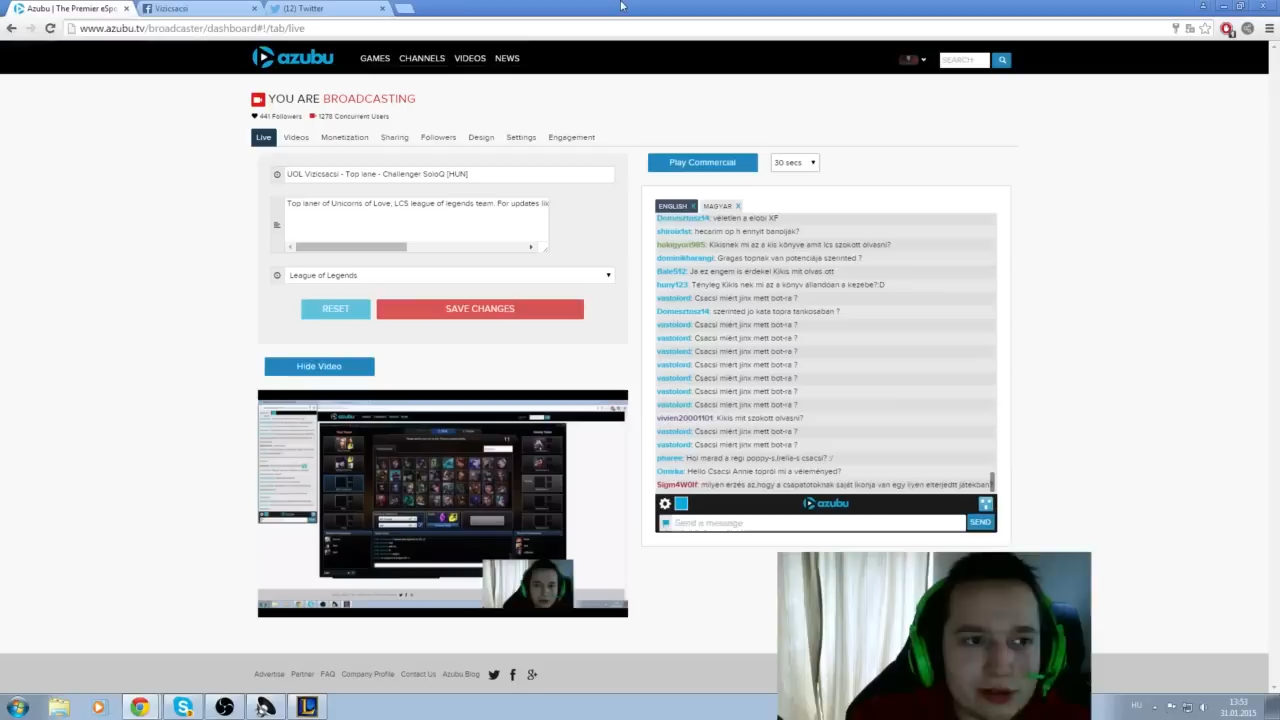 Azubu | The Premier eSpe
Vizicsacsi
(12) Twitter
www.azubu.tv/broadcaster/dashboard#!/tab/live
azubu
GAMES
CHANNELS
VIDEOS
NEWS
SEARCH
YOU ARE BROADCASTING
441 Followers
1278 Concurrent Users
Live
Videos
Monetization
Sharing
Followers
Design
Settings
Engagement
UOL Vizicsacsi - Top lane - Challenger SoloQ [HUN]
Top laner of Unicorns of Love, LCS league of legends team. For updates lik
League of Legends
RESET
SAVE CHANGES
Hide Video
Play Commercial
30 secs
ENGLISH X
MAGYAR X
Domesztosz14: véletlen a elobi XF
shiroix1st: hecarim op h ennyit banolják?
Kikisnek mi az a kis könyve amit lcs szokott olvasni?
dominikharangi: Gragas topnak van potenciája szerinted ?
Bale512: Ja ez engem is érdekel Kikis mit olvas ott
huny123: Tényleg Kikis nek mi az a könyv állandóan a kezebe?:D
vastolord: Csacsi miért jinx mett bot-ra ?
Domesztosz14: szerinted jo kata topra tankosaban ?
vastolord: Csacsi miért jinx mett bot-ra ?
vastolord: Csacsi miért jinx mett bot-ra ?
vastolord: Csacsi miért jinx mett bot-ra ?
vastolord: Csacsi miért jinx mett bot-ra ?
vastolord: Csacsi miért jinx mett bot-ra ?
vastolord: Csacsi miért jinx mett bot-ra ?
vastolord: Csacsi miért jinx mett bot-ra ?
vivien20001101: Kikis mit szokott olvasni?
vastolord: Csacsi miért jinx mett bot-ra ?
vastolord: Csacsi miért jinx mett bot-ra ?
pharee: Hol marad a regi poppy-s,Irelia-s csacsi? :/
Hello Csacsi Annie topról mi a véleményed?
Sigm4W0lf: milyen érzés az,hogy a csapatotoknak saját ikonja van egy ilyen elterjedtt játékban
azubu
Send a message
SEND
Advertise
Partner
FAQ
Company Profile
Contact Us
Azubu Blog
HU
13:53
31.01.2015